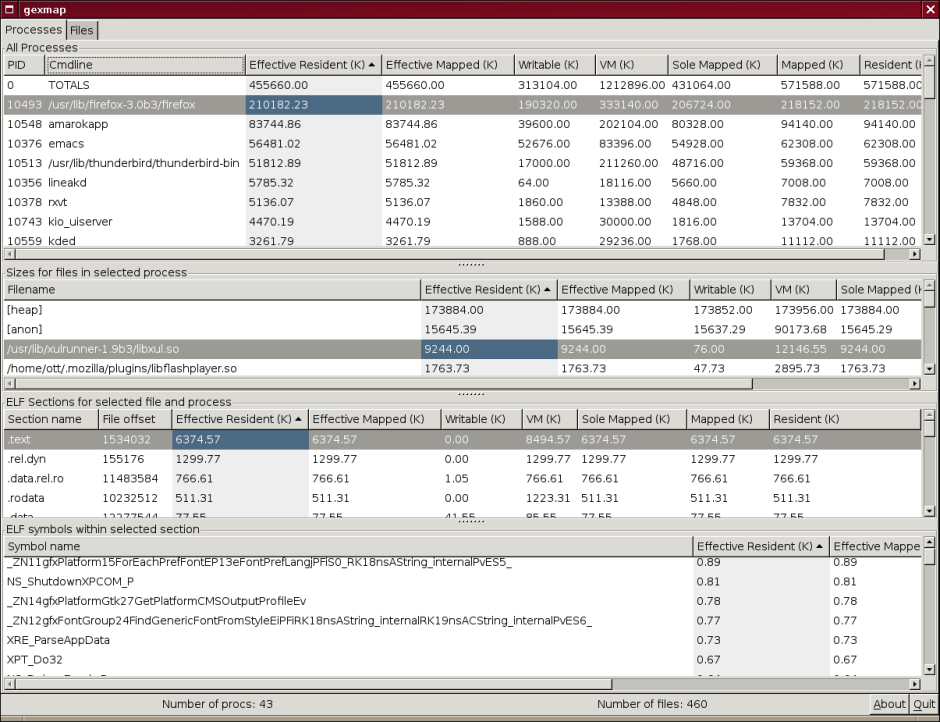 gexmap
Processes Files
All Processes
PID Cmdline Effective Resident (K) Effective Mapped (K) Writable (K) VM (K) Sole Mapped (K) Mapped (K) Resident (
0 TOTALS 455660.00 455660.00 313104.00 1212896.00 431064.00 571588.00 571588.00
10493 /usr/lib/firefox-3.0b3/firefox 210182.23 210182.23 190320.00 333140.00 206724.00 218152.00 218152.00
10548 amarokapp 83744.86 83744.86 39600.00 202104.00 80328.00 94140.00 94140.00
10376 emacs 56481.02 56481.02 52676.00 83396.00 54928.00 62308.00 62308.00
10513 /usr/lib/thunderbird/thunderbird-bin 51812.89 51812.89 17000.00 211260.00 48716.00 59368.00 59368.00
10356 lineakd 5785.32 5785.32 64.00 18116.00 5660.00 7008.00 7008.00
10378 rxvt 5136.07 5136.07 1860.00 13388.00 4848.00 7832.00 7832.00
10743 kio_uiserver 4470.19 4470.19 1588.00 30000.00 1816.00 13704.00 13704.00
10559 kded 3261.79 3261.79 888.00 29236.00 1768.00 11112.00 11112.00
Sizes for files in selected process
Filename Effective Resident (K) Effective Mapped (K) Writable (K) VM (K) Sole Mapped (K
[heap] 173884.00 173884.00 173852.00 173956.00 173884.00
[anon] 15645.39 15645.39 15637.29 90173.68 15645.29
/usr/lib/xulrunner-1.9b3/libxul.so 9244.00 9244.00 76.00 12146.55 9244.00
/home/ott/.mozilla/plugins/libflashplayer.so 1763.73 1763.73 47.73 2895.73 1763.73
ELF Sections for selected file and process
Section name File offset Effective Resident (K) Effective Mapped (K) Writable (K) VM (K) Sole Mapped (K) Mapped (K) Resident (K)
.text 1534032 6374.57 6374.57 0.00 8494.57 6374.57 6374.57 6374.57
.rel.dyn 155176 1299.77 1299.77 0.00 1299.77 1299.77 1299.77 1299.77
.data.rel.ro 11483584 766.61 766.61 1.05 766.61 766.61 766.61 766.61
.rodata 10232512 511.31 511.31 0.00 1223.31 511.31 511.31 511.31
.data 12277544 77.55 77.55 41.55 85.55 77.55 77.55 77.55
ELF symbols within selected section
Symbol name Effective Resident (K) Effective Mappe
_ZN11gfxPlatform15ForEachPrefFontEP13eFontPrefLangjPFiS0_RK18nsAString_internalPvES5_ 0.89 0.89
NS_ShutdownXPCOM_P 0.81 0.81
_ZN14gfxPlatformGtk27GetPlatformCMSOutputProfileEv 0.78 0.78
_ZN12gfxFontGroup24FindGenericFontFromStyleEiPFiRK18nsAString_internalRK19nsACString_internalPvES6_ 0.77 0.77
XRE_ParseAppData 0.73 0.73
XPT_Do32 0.67 0.67
Number of procs: 43 Number of files: 460 About Quit